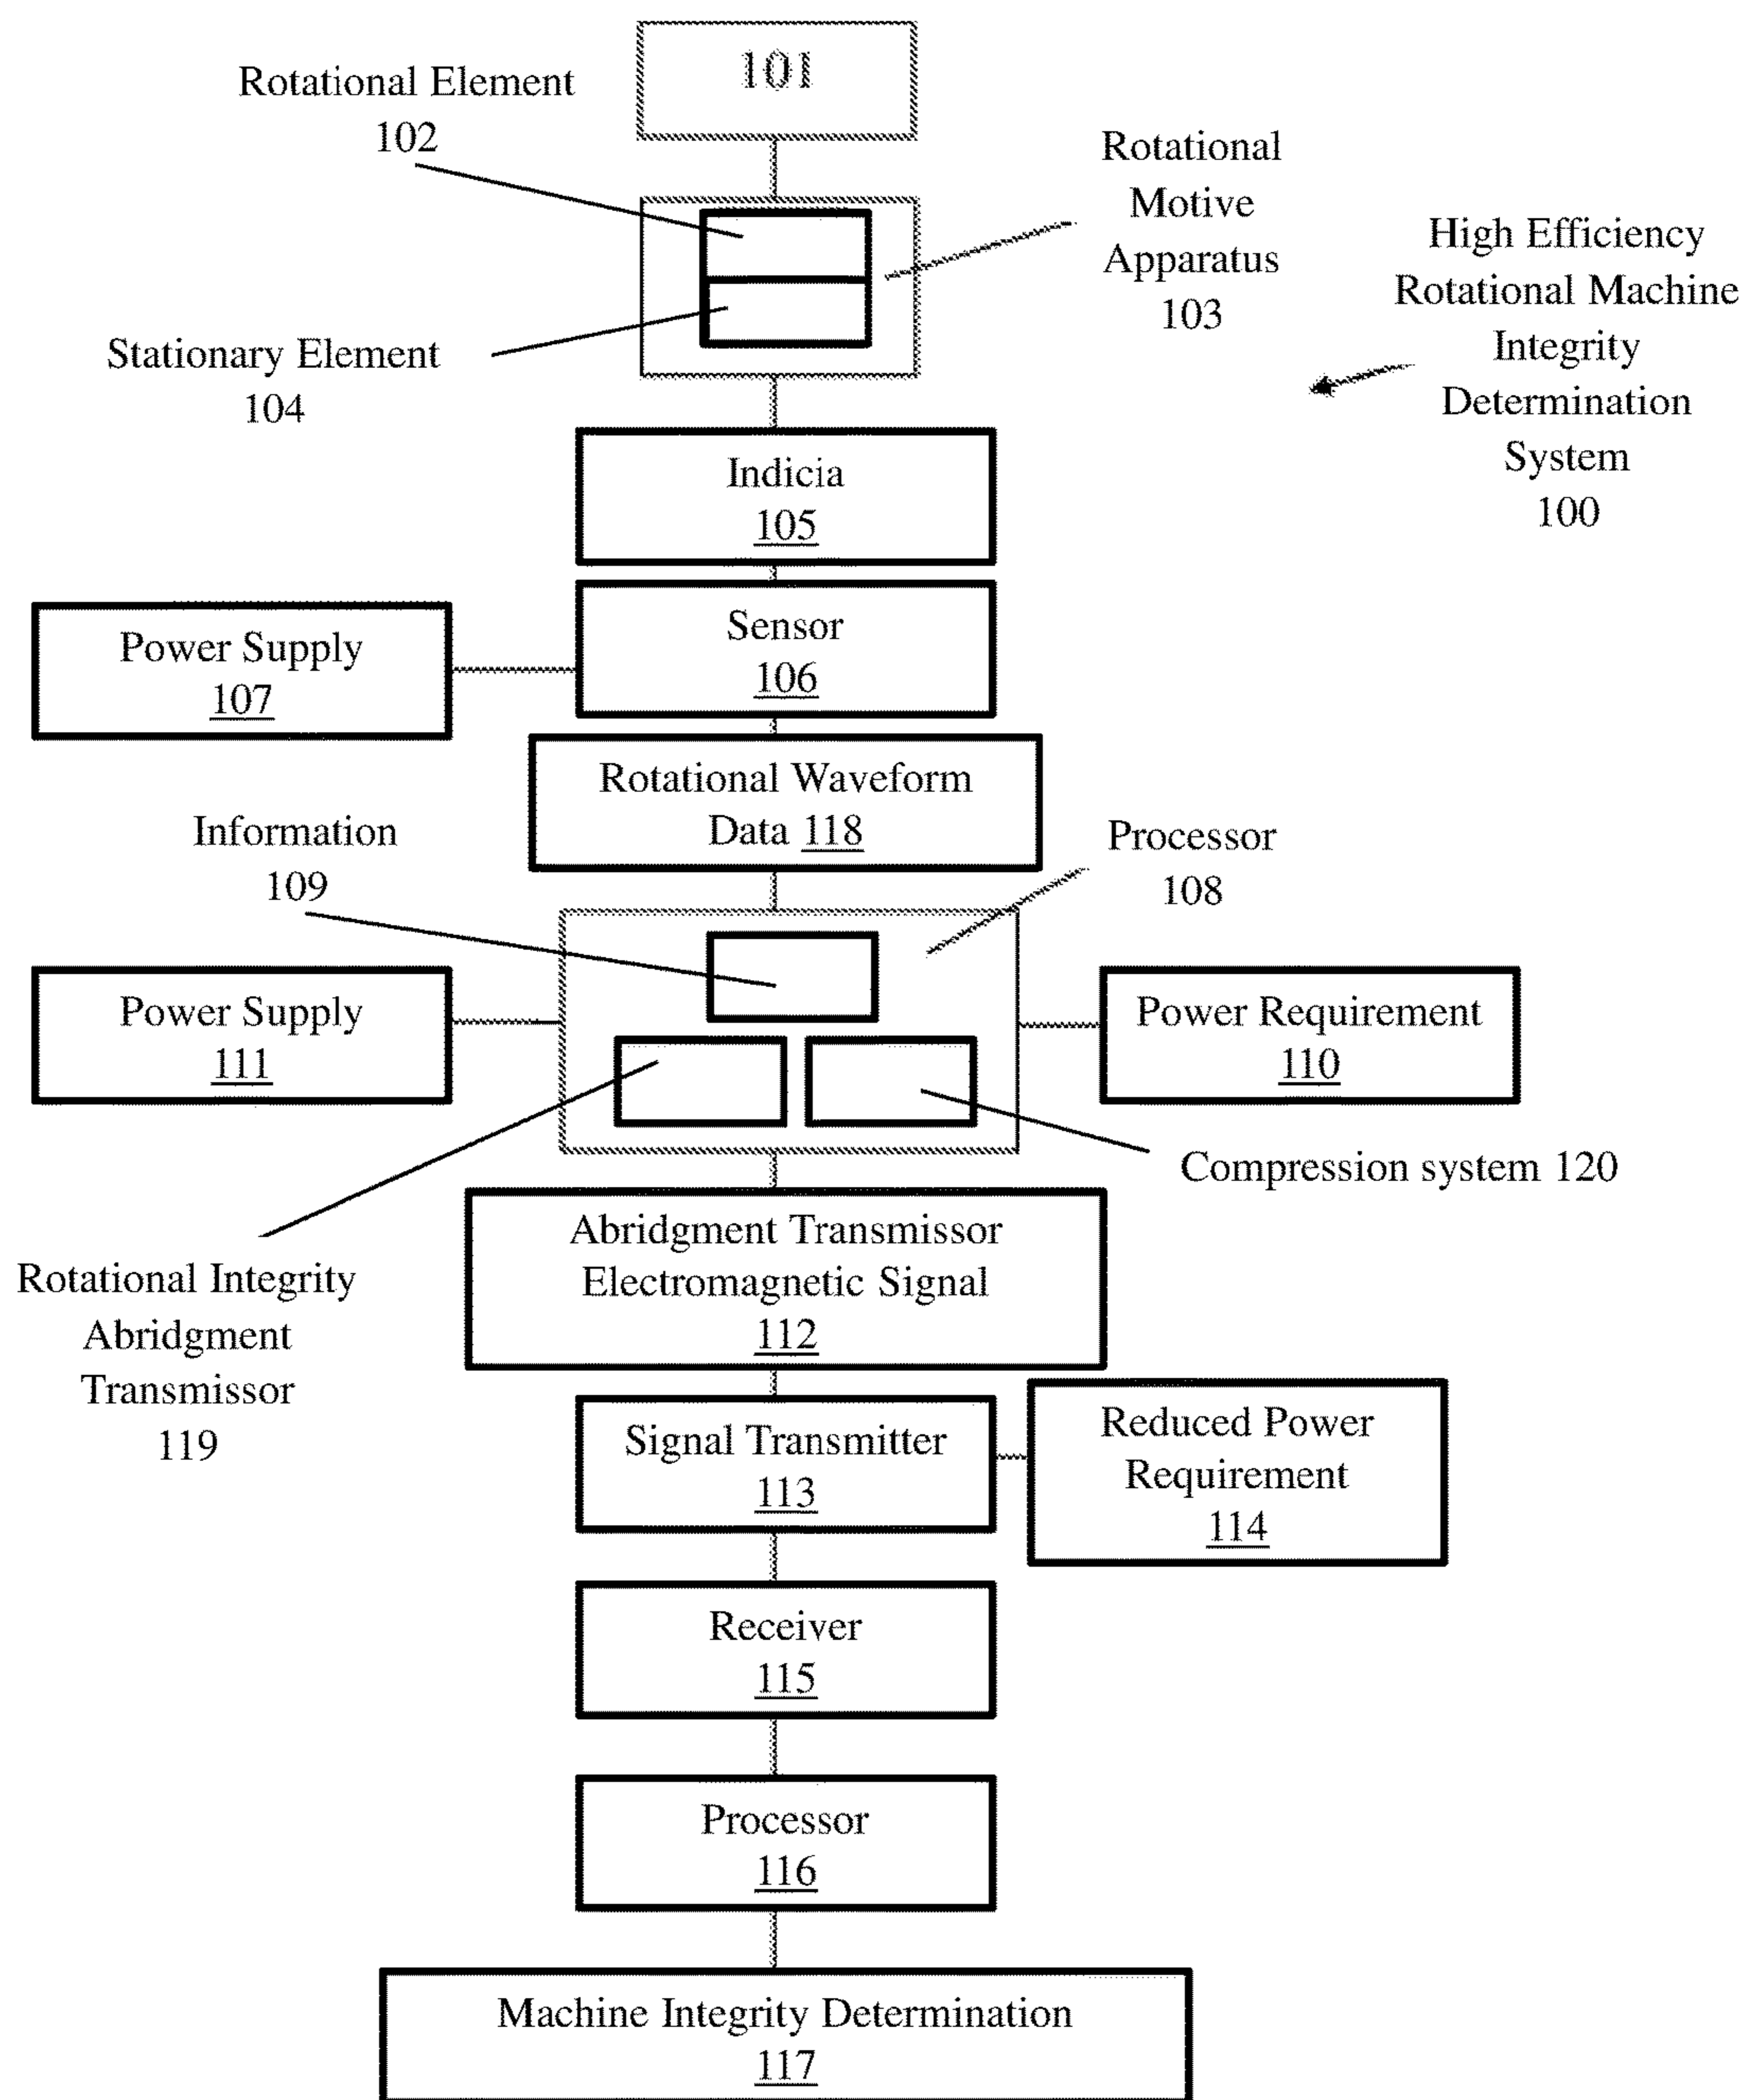 101
Rotational Element
102
Rotational
Motive
Apparatus
103
High Efficiency
Rotational Machine
Integrity
Determination
System
100
Stationary Element
104
Indicia
105
Sensor
106
Power Supply
107
Rotational Waveform
Data 118
Information
109
Processor
108
Power Supply
111
Power Requirement
110
Compression system 120
Rotational Integrity
Abridgment
Transmissor
119
Abridgment Transmissor
Electromagnetic Signal
112
Signal Transmitter
113
Reduced Power
Requirement
114
Receiver
115
Processor
116
Machine Integrity Determination
117